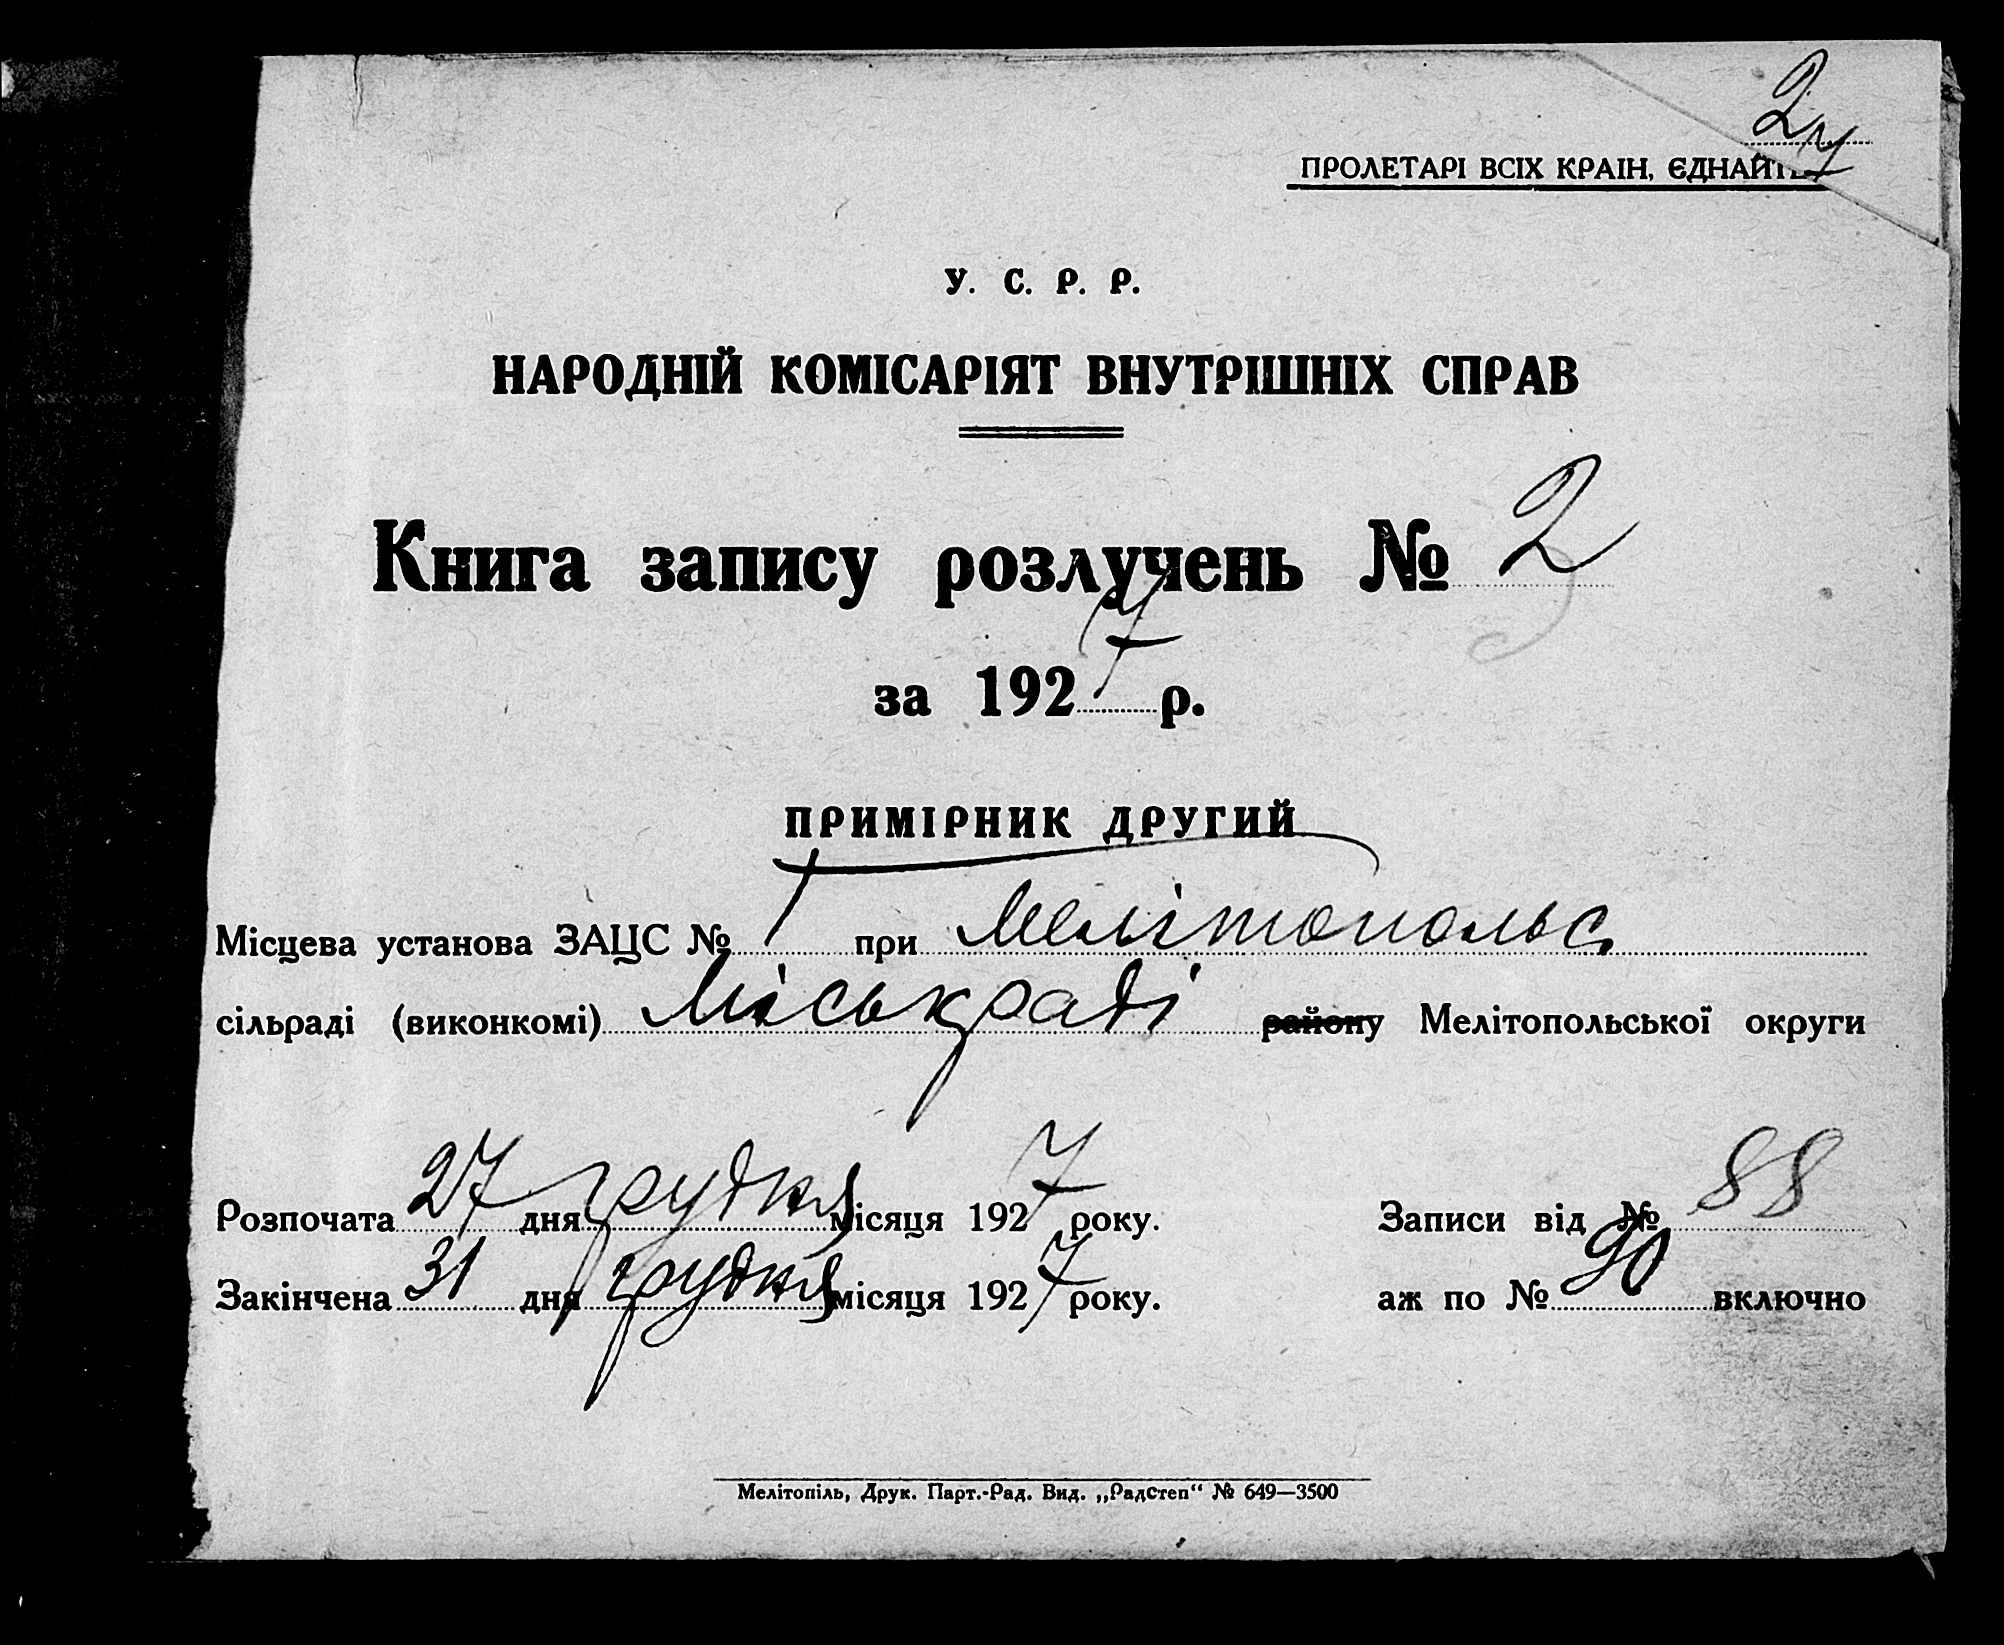 2
ПРОЛЕТАРІ ВСІХ КРАІН, ЄДНАЙТЕ
У. С. Р. Р.
НАРОДНІЙ КОМІСАРІЯТ ВНУТРІШНІХ СПРАВ
Книга запису розлучень № 2
за 1927 р.
ПРИМІРНИК ДРУГИЙ
Місцева установа ЗАЦС № 1 при Мелітопольс.
сільраді (виконкомі) Міськраді району Мелітопольської округи
Розпочата 27 дня грудня місяця 1927 року. Записи від № 88
Закінчена 31 дня грудня місяця 1927 року. аж по № 90 включно
Мелітопіль, Друк. Парт.-Рад. Вид. „Радстеп“ № 649—3500